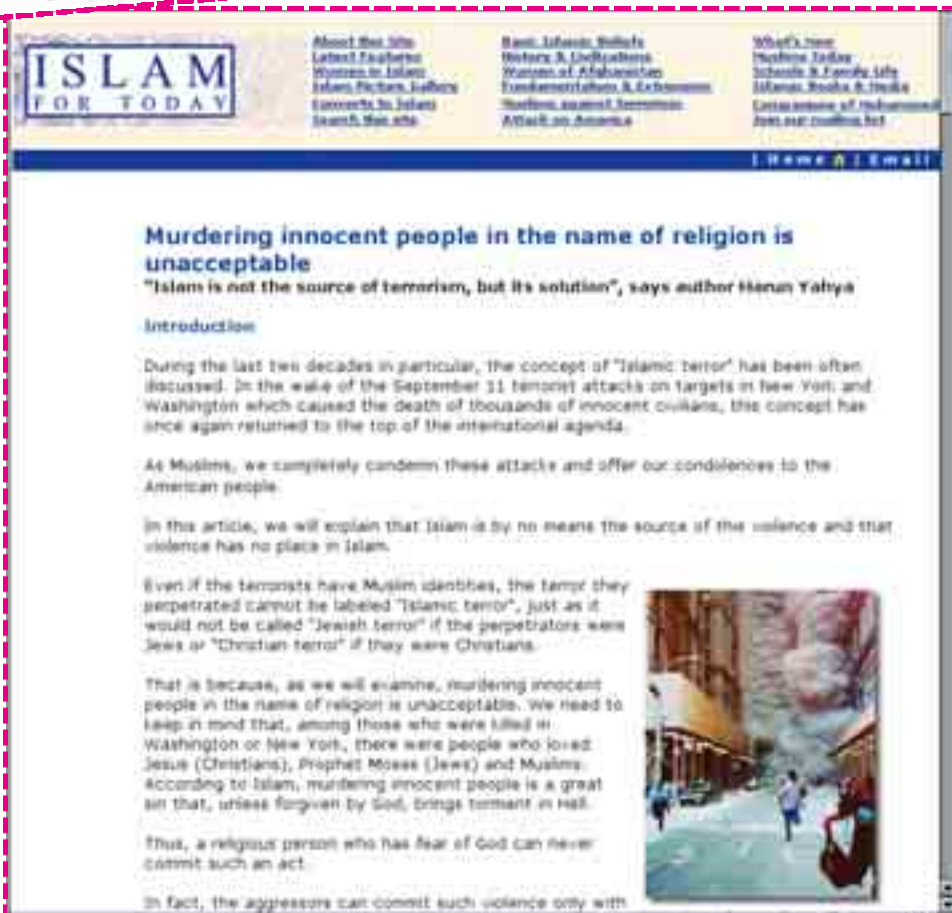 ISLAM
FOR TODAY
About this site
Latest Features
Women in Islam
Islam Picture Gallery
Converts to Islam
Search this site
Basic Islamic Beliefs
History & Civilizations
Women of Afghanistan
Fundamentalism & Extremism
Muslims against terrorism
Attack on America
What's New
Muslims Today
Schools & Family Life
Islamic Books & Media
Companions of Muhammed
Join our mailing list
| Home | Email
Murdering innocent people in the name of religion is
unacceptable
"Islam is not the source of terrorism, but its solution", says author Harun Yahya
Introduction
During the last two decades in particular, the concept of "Islamic terror" has been often
discussed. In the wake of the September 11 terrorist attacks on targets in New York and
Washington which caused the death of thousands of innocent civilians, this concept has
once again returned to the top of the international agenda.
As Muslims, we completely condemn these attacks and offer our condolences to the
American people.
In this article, we will explain that Islam is by no means the source of this violence and that
violence has no place in Islam.
Even if the terrorists have Muslim identities, the terror they
perpetrated cannot be labeled "Islamic terror", just as it
would not be called "Jewish terror" if the perpetrators were
Jews or "Christian terror" if they were Christians.
That is because, as we will examine, murdering innocent
people in the name of religion is unacceptable. We need to
keep in mind that, among those who were killed in
Washington or New York, there were people who loved
Jesus (Christians), Prophet Moses (Jews) and Muslims.
According to Islam, murdering innocent people is a great
sin that, unless forgiven by God, brings torment in Hell.
Thus, a religious person who has fear of God can never
commit such an act.
In fact, the aggressors can commit such violence only with